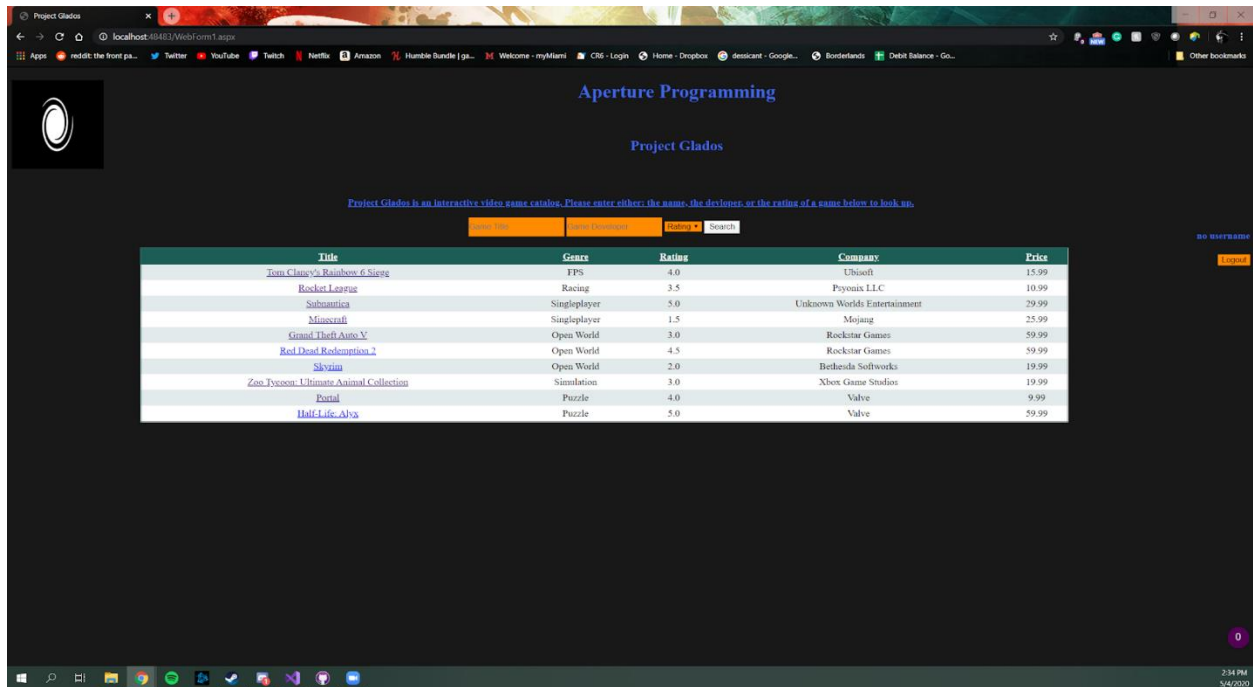 Project Glados
localhost:48483/WebForm1.aspx
Apps reddit: the front pa... Twitter YouTube Twitch Netflix Amazon Humble Bundle | ga... Welcome - myMiami CR6 - Login Home - Dropbox dessicant - Google... Borderlands Debit Balance - Go... Other bookmarks
NEW
Aperture Programming
Project Glados
Project Glados is an interactive video game catalog. Please enter either: the name, the devloper, or the rating of a game below to look up.
Game Title Game Developer Rating Search
no username
Logout
Title Genre Rating Company Price
Tom Clancy's Rainbow 6 Siege FPS 4.0 Ubisoft 15.99
Rocket League Racing 3.5 Psyonix LLC 10.99
Subnautica Singleplayer 5.0 Unknown Worlds Entertainment 29.99
Minecraft Singleplayer 1.5 Mojang 25.99
Grand Theft Auto V Open World 3.0 Rockstar Games 59.99
Red Dead Redemption 2 Open World 4.5 Rockstar Games 59.99
Skyrim Open World 2.0 Bethesda Softworks 19.99
Zoo Tycoon: Ultimate Animal Collection Simulation 3.0 Xbox Game Studios 19.99
Portal Puzzle 4.0 Valve 9.99
Half-Life: Alyx Puzzle 5.0 Valve 59.99
0
2:34 PM
5/4/2020